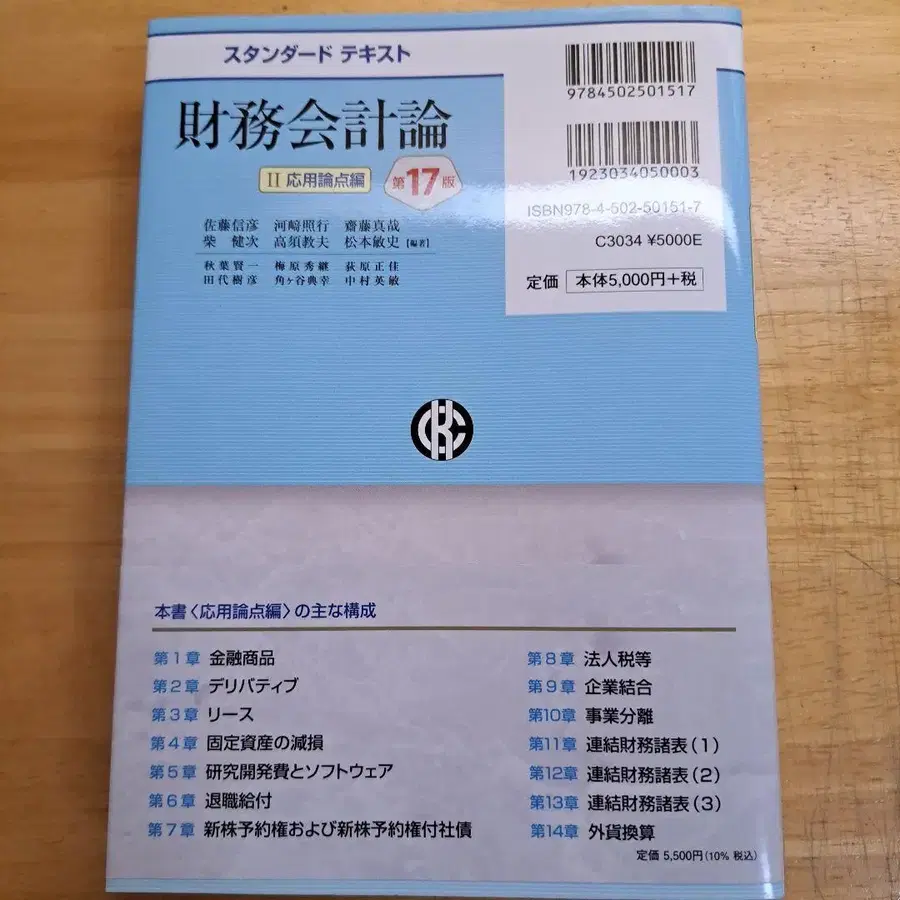 スタンダード テキスト
財務会計論
II 応用論点編
第17版
佐藤信彦 河﨑照行 齋藤真哉
柴 健次 高須教夫 松本敏史【編著】
秋葉賢一 梅原秀継 荻原正佳
田代樹彦 角ヶ谷典幸 中村英敏
9784502501517
1923034050003
ISBN978-4-502-50151-7
C3034 ¥5000E
定価 本体5,000円+税
本書〈応用論点編〉の主な構成
第1章 金融商品
第2章 デリバティブ
第3章 リース
第4章 固定資産の減損
第5章 研究開発費とソフトウェア
第6章 退職給付
第7章 新株予約権および新株予約権付社債
第8章 法人税等
第9章 企業結合
第10章 事業分離
第11章 連結財務諸表(1)
第12章 連結財務諸表(2)
第13章 連結財務諸表(3)
第14章 外貨換算
定価 5,500円(10% 税込)